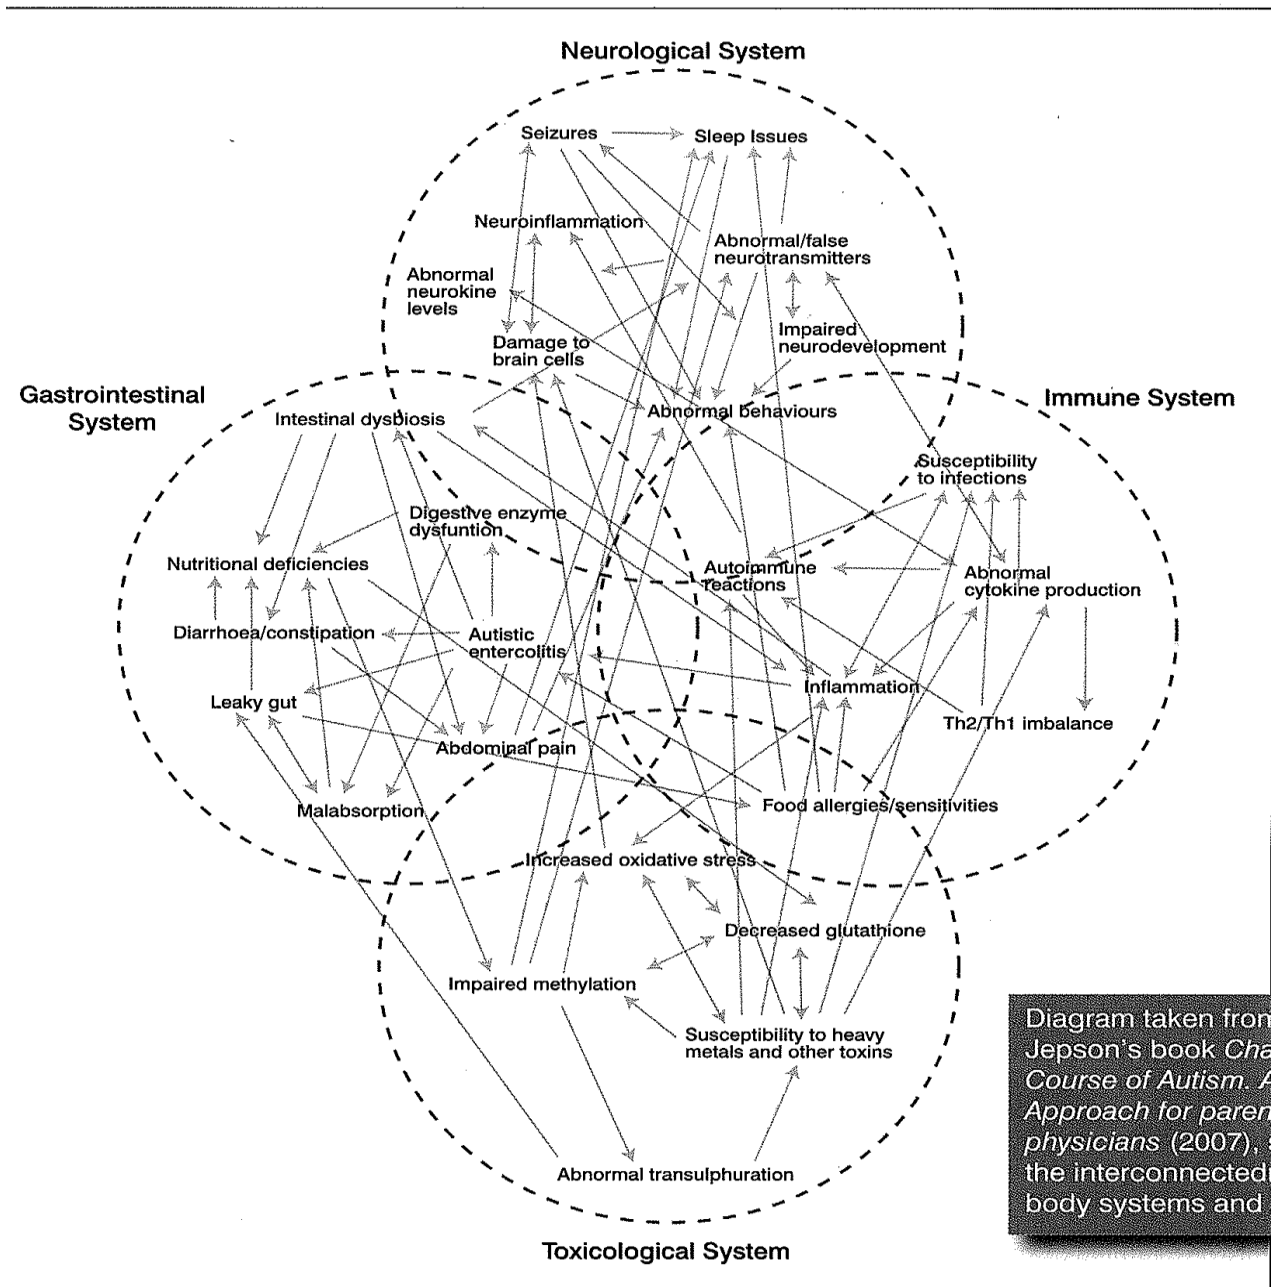 Neurological System
Seizures
Sleep Issues
Neuroinflammation
Abnormal/false
neurotransmitters
Abnormal
neurokine
levels
Impaired
neurodevelopment
Damage to
brain cells
Gastrointestinal
System
Immune System
Intestinal dysbiosis
Abnormal behaviours
Susceptibility
to infections
Digestive enzyme
dysfuntion
Nutritional deficiencies
Autoimmune
reactions
Abnormal
cytokine production
Diarrhoea/constipation
Autistic
entercolitis
Inflammation
Leaky gut
Th2/Th1 imbalance
Abdominal pain
Malabsorption
Food allergies/sensitivities
Increased oxidative stress
Decreased glutathione
Impaired methylation
Susceptibility to heavy
metals and other toxins
Abnormal transulphuration
Toxicological System
Diagram taken from
Jepson's book
Course of Autism.
Approach for
physicians (2007),
the
body systems and